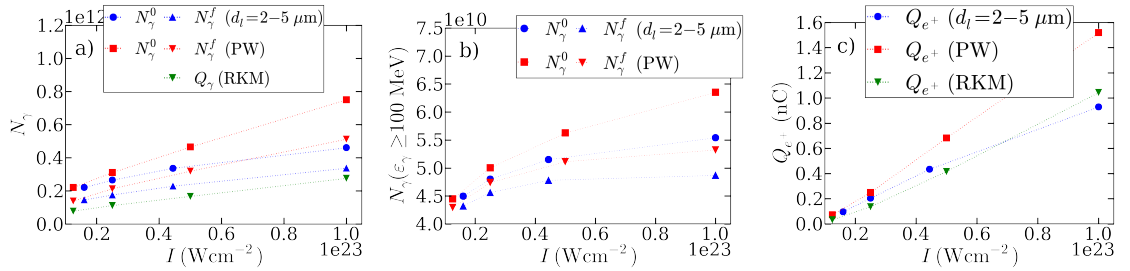 1.2 1e12
1.0
0.8
0.6
0.4
0.2
0.0
N_γ
a)
N_γ^0 N_γ^f (d_l=2−5 μm)
N_γ^0 N_γ^f (PW)
Q_γ (RKM)
0.2 0.4 0.6 0.8 1.0
1e23
I (Wcm^−2)
7.5 1e10
7.0
6.5
6.0
5.5
5.0
4.5
4.0
N_γ(ε_γ ≥100 MeV)
b)
N_γ^0 N_γ^f (d_l=2−5 μm)
N_γ^0 N_γ^f (PW)
0.2 0.4 0.6 0.8 1.0
1e23
I (Wcm^−2)
1.6
1.4
1.2
1.0
0.8
0.6
0.4
0.2
0.0
Q_e^+ (nC)
c)
Q_e^+ (d_l=2−5 μm)
Q_e^+ (PW)
Q_e^+ (RKM)
0.2 0.4 0.6 0.8 1.0
1e23
I (Wcm^−2)